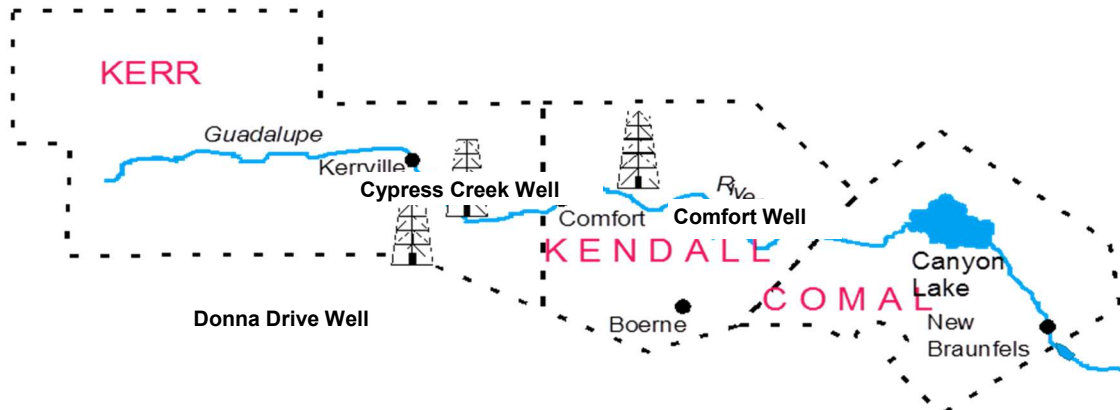 KERR
Guadalupe
Kerrville
Cypress Creek Well
Rive
Comfort
Comfort Well
KENDALL
Canyon
Lake
COMAL
Donna Drive Well
Boerne
New
Braunfels